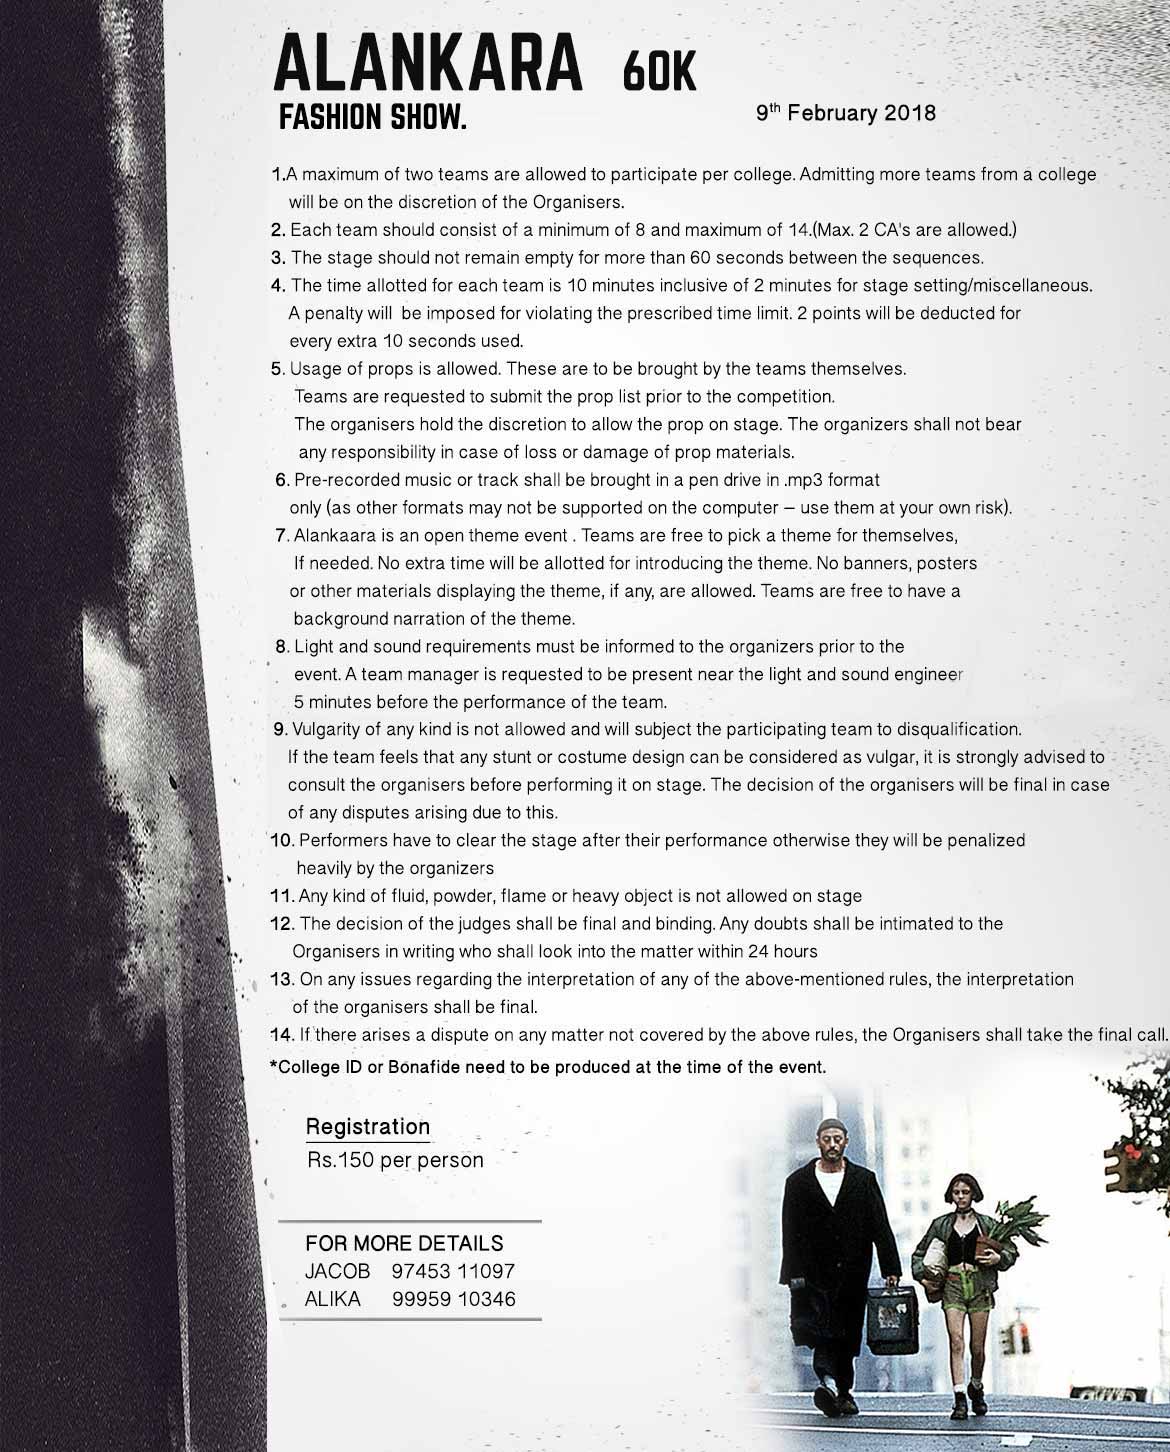 ALANKARA 60K
FASHION SHOW.
9th February 2018
1.A maximum of two teams are allowed to participate per college. Admitting more teams from a college
will be on the discretion of the Organisers.
2. Each team should consist of a minimum of 8 and maximum of 14.(Max. 2 CA's are allowed.)
3. The stage should not remain empty for more than 60 seconds between the sequences.
4. The time allotted for each team is 10 minutes inclusive of 2 minutes for stage setting/miscellaneous.
A penalty will be imposed for violating the prescribed time limit. 2 points will be deducted for
every extra 10 seconds used.
5. Usage of props is allowed. These are to be brought by the teams themselves.
Teams are requested to submit the prop list prior to the competition.
The organisers hold the discretion to allow the prop on stage. The organizers shall not bear
any responsibility in case of loss or damage of prop materials.
6. Pre-recorded music or track shall be brought in a pen drive in .mp3 format
only (as other formats may not be supported on the computer – use them at your own risk).
7. Alankaara is an open theme event . Teams are free to pick a theme for themselves,
If needed. No extra time will be allotted for introducing the theme. No banners, posters
or other materials displaying the theme, if any, are allowed. Teams are free to have a
background narration of the theme.
8. Light and sound requirements must be informed to the organizers prior to the
event. A team manager is requested to be present near the light and sound engineer
5 minutes before the performance of the team.
9. Vulgarity of any kind is not allowed and will subject the participating team to disqualification.
If the team feels that any stunt or costume design can be considered as vulgar, it is strongly advised to
consult the organisers before performing it on stage. The decision of the organisers will be final in case
of any disputes arising due to this.
10. Performers have to clear the stage after their performance otherwise they will be penalized
heavily by the organizers
11. Any kind of fluid, powder, flame or heavy object is not allowed on stage
12. The decision of the judges shall be final and binding. Any doubts shall be intimated to the
Organisers in writing who shall look into the matter within 24 hours
13. On any issues regarding the interpretation of any of the above-mentioned rules, the interpretation
of the organisers shall be final.
14. If there arises a dispute on any matter not covered by the above rules, the Organisers shall take the final call.
*College ID or Bonafide need to be produced at the time of the event.
Registration
Rs.150 per person
FOR MORE DETAILS
JACOB 97453 11097
ALIKA 99959 10346